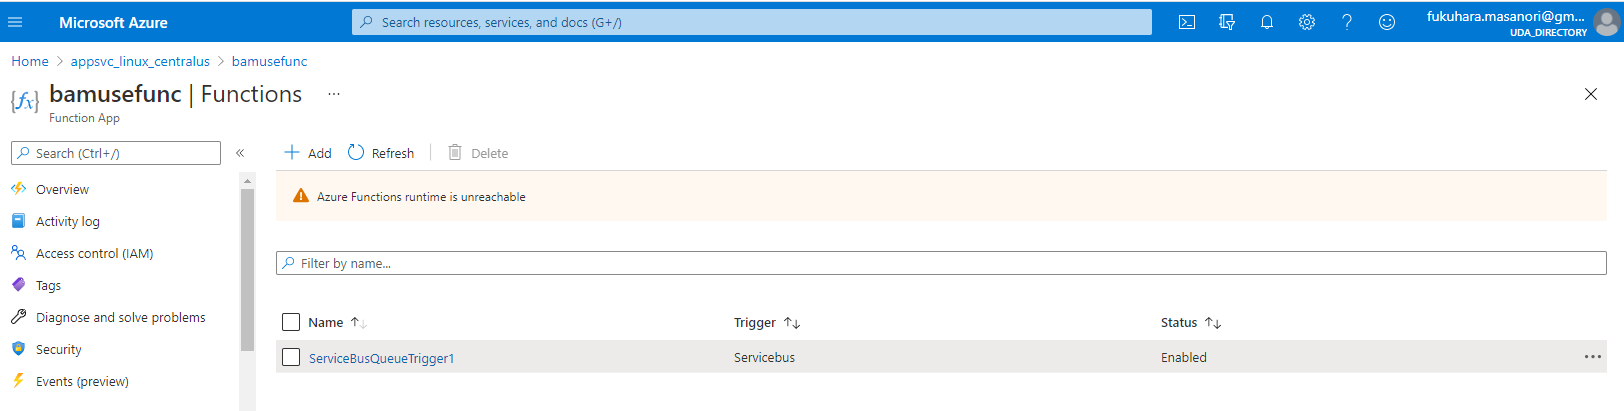 Microsoft Azure
Search resources, services, and docs (G+/)
fukuhara.masanori@gm...
UDA_DIRECTORY
Home > appsvc_linux_centralus > bamusefunc
{fx} bamusefunc | Functions ...
Function App
Search (Ctrl+/) «
Add Refresh Delete
Overview
Azure Functions runtime is unreachable
Activity log
Access control (IAM)
Filter by name...
Tags
Diagnose and solve problems
Name Trigger Status
Security
ServiceBusQueueTrigger1 Servicebus Enabled ...
Events (preview)